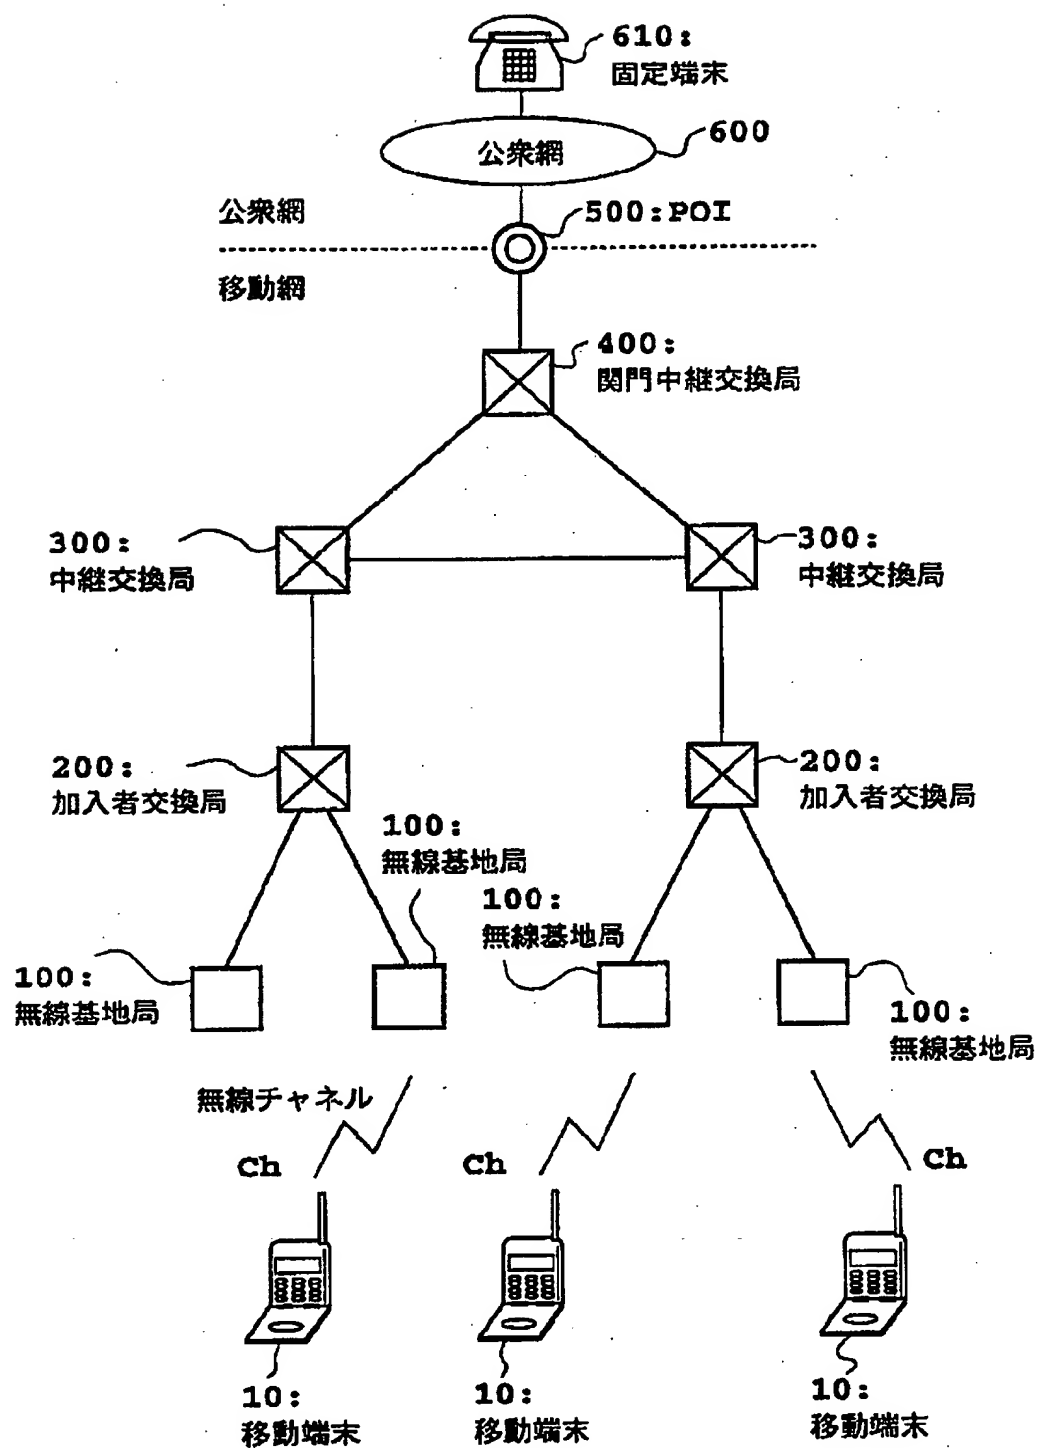 610:
固定端末
600
公衆網
公衆網
500:POI
移動網
400:
関門中継交換局
300:
中継交換局
300:
中継交換局
200:
加入者交換局
200:
加入者交換局
100:
無線基地局
100:
無線基地局
100:
無線基地局
100:
無線基地局
無線チャネル
Ch
Ch
Ch
10:
移動端末
10:
移動端末
10:
移動端末